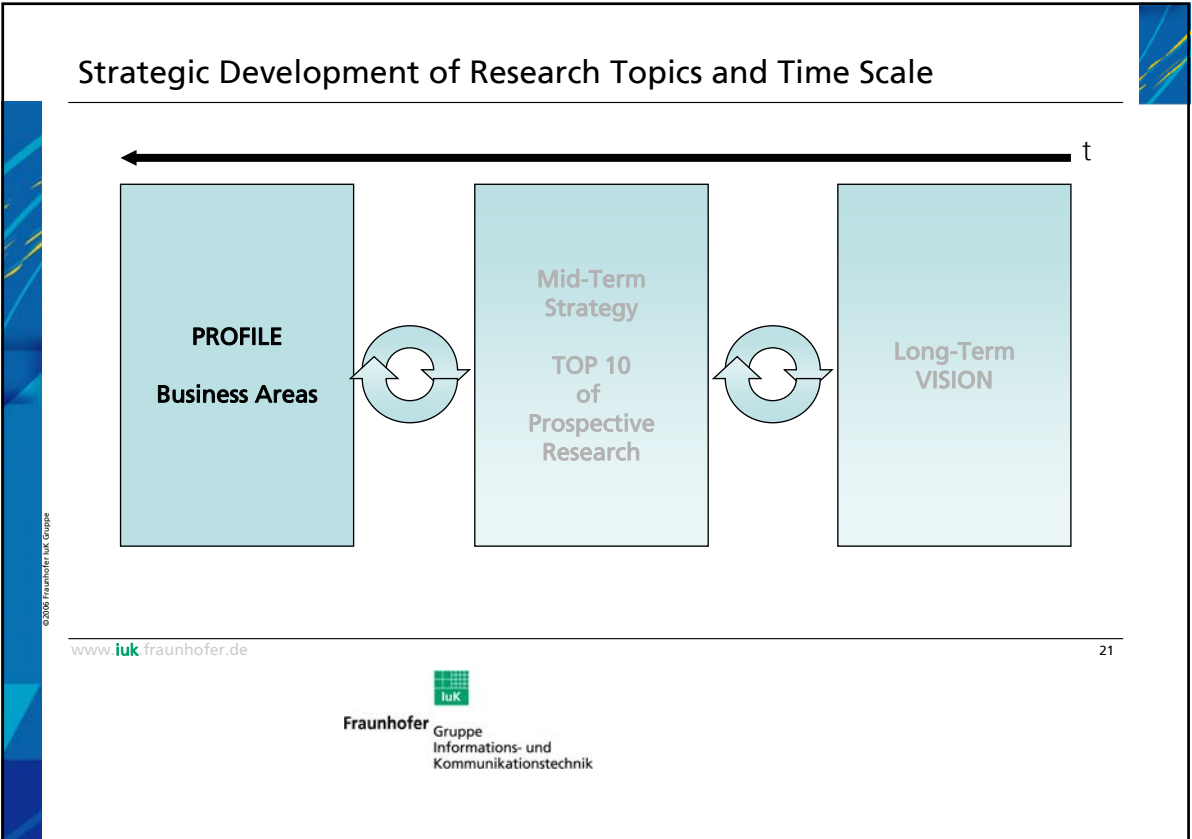 Strategic Development of Research Topics and Time Scale
t
PROFILE
Business Areas
Mid-Term
Strategy
TOP 10
of
Prospective
Research
Long-Term
VISION
©2006 Fraunhofer IuK Gruppe
www.iuk.fraunhofer.de
21
IuK
Fraunhofer
Gruppe
Informations- und
Kommunikationstechnik